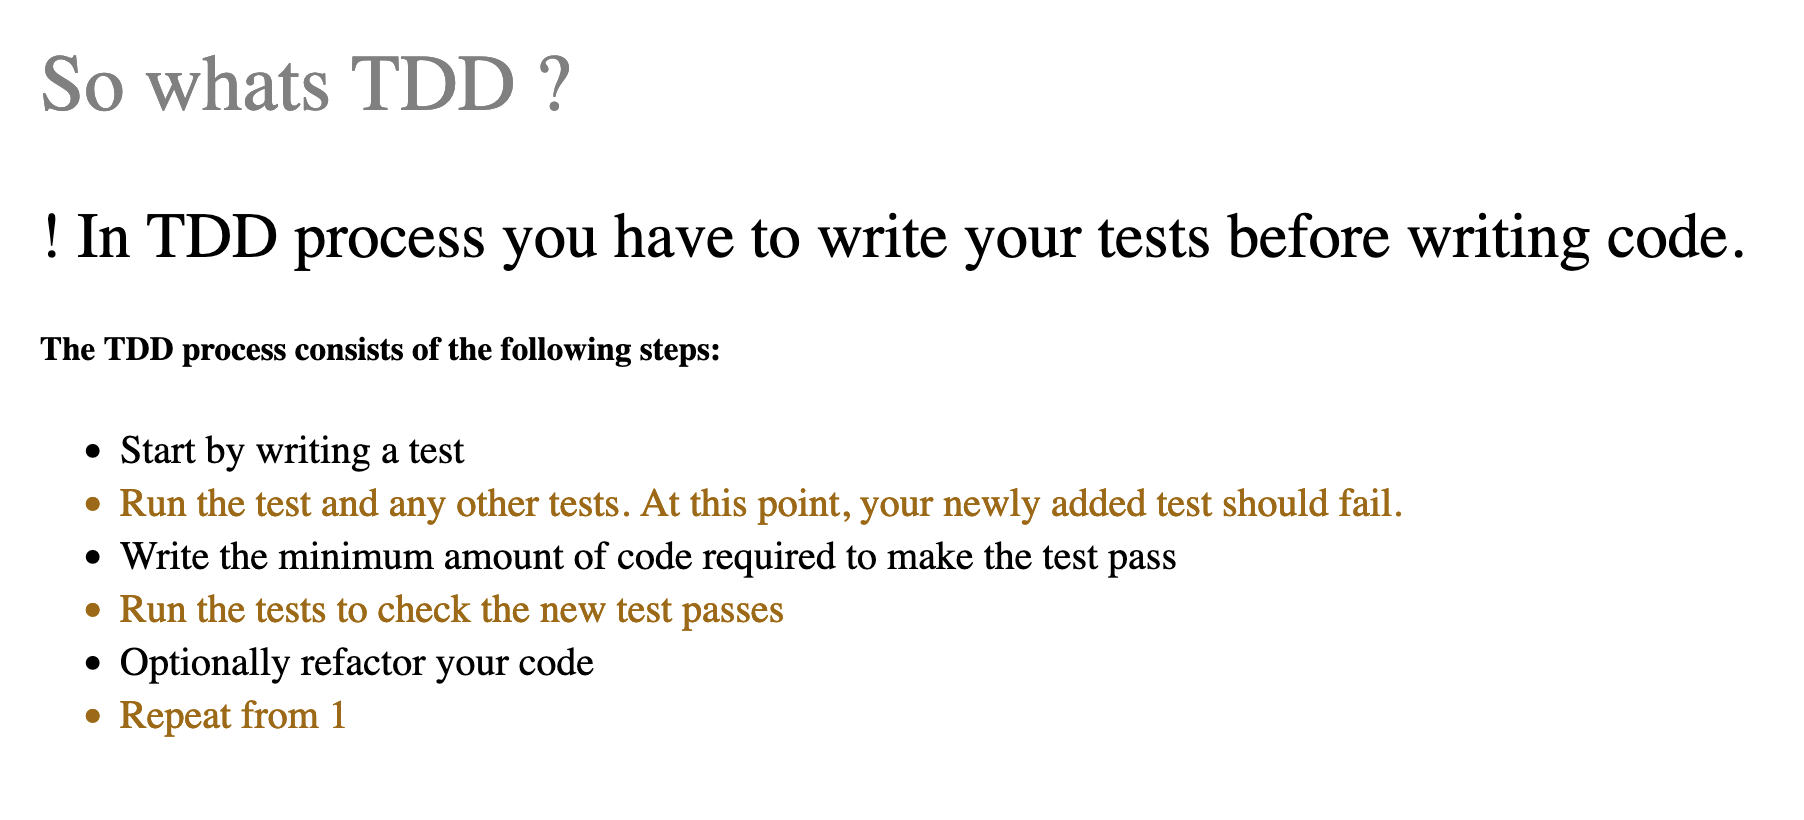 So whats TDD ?
! In TDD process you have to write your tests before writing code.
The TDD process consists of the following steps:
• Start by writing a test
• Run the test and any other tests. At this point, your newly added test should fail.
• Write the minimum amount of code required to make the test pass
• Run the tests to check the new test passes
• Optionally refactor your code
• Repeat from 1